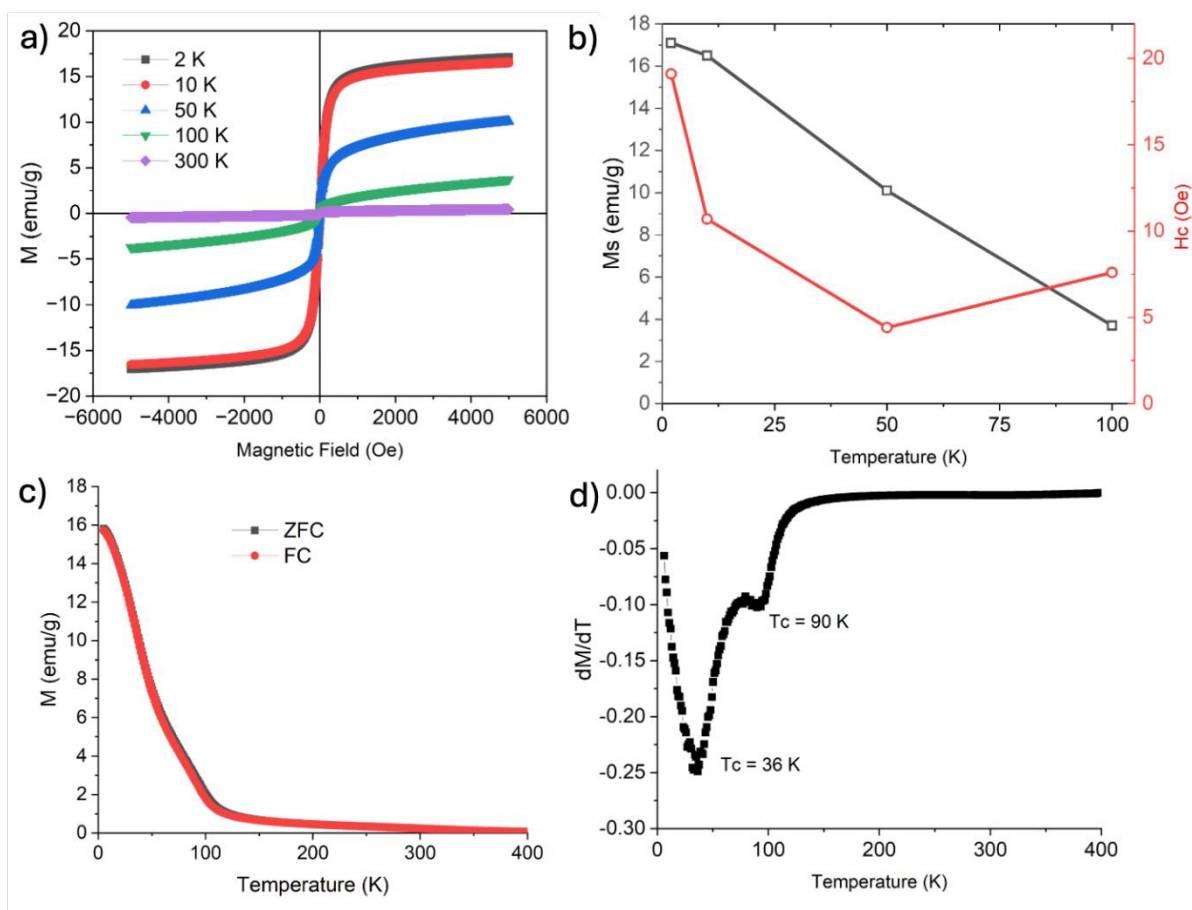 a)
20
15
10
5
0
−5
−10
−15
−20
M (emu/g)
2 K
10 K
50 K
100 K
300 K
−6000 −4000 −2000 0 2000 4000 6000
Magnetic Field (Oe)
b)
18
16
14
12
10
8
6
4
2
0
Ms (emu/g)
20
15
10
5
0
Hc (Oe)
0 25 50 75 100
Temperature (K)
c)
18
16
14
12
10
8
6
4
2
0
M (emu/g)
ZFC
FC
0 100 200 300 400
Temperature (K)
d)
0.00
-0.05
-0.10
-0.15
-0.20
-0.25
-0.30
dM/dT
Tc = 90 K
Tc = 36 K
0 100 200 300 400
Temperature (K)